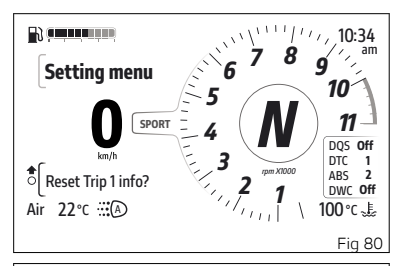 10:34
am
Setting menu
0
km/h
SPORT
1
2
3
4
5
6
7
8
9
10
11
N
rpm X1000
DQS Off
DTC 1
ABS 2
DWC Off
Reset Trip 1 info?
Air 22°C (A)
100°C
Fig 80